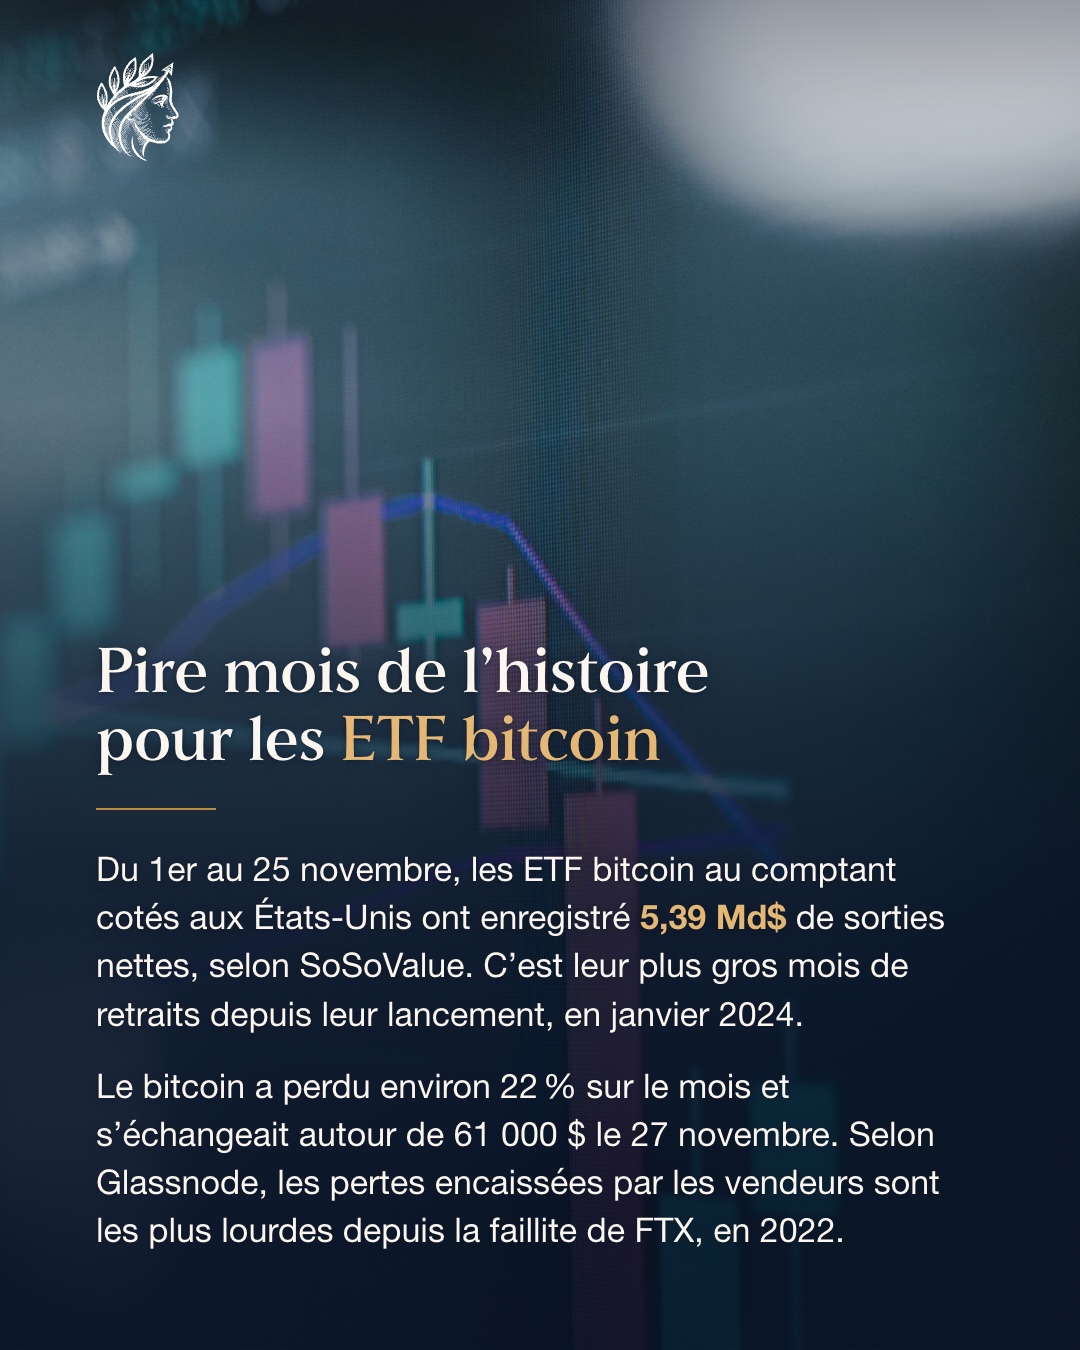 Pire mois de l’histoire
pour les ETF bitcoin
Du 1er au 25 novembre, les ETF bitcoin au comptant
cotés aux États-Unis ont enregistré 5,39 Md$ de sorties
nettes, selon SoSoValue. C’est leur plus gros mois de
retraits depuis leur lancement, en janvier 2024.
Le bitcoin a perdu environ 22 % sur le mois et
s’échangeait autour de 61 000 $ le 27 novembre. Selon
Glassnode, les pertes encaissées par les vendeurs sont
les plus lourdes depuis la faillite de FTX, en 2022.